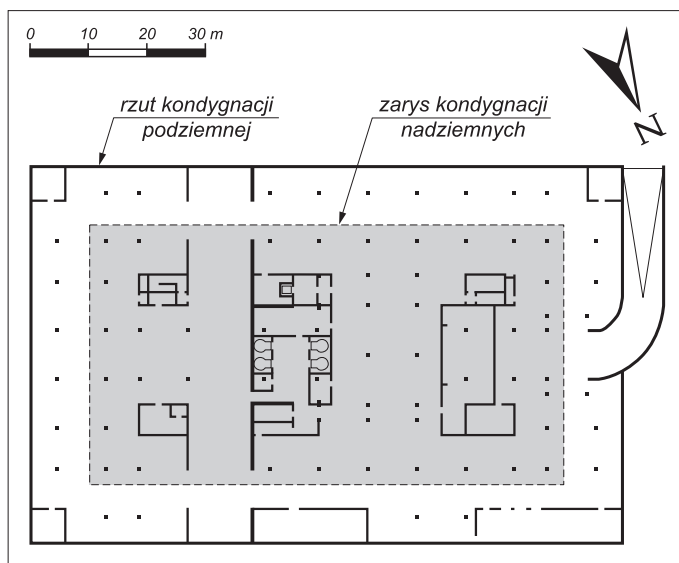 0 10 20 30 m
rzut kondygnacji
podziemnej
zarys kondygnacji
nadziemnych
N